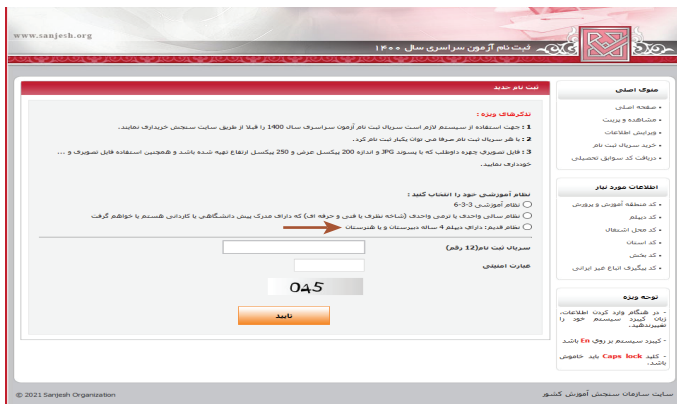 www.sanjesh.org
ثبت نام آزمون سراسری سال ۱۴۰۰
منوی اصلی
• صفحه اصلی
• مشاهده و پرینت
• ویرایش اطلاعات
• خرید سریال ثبت نام
• دریافت کد سوابق تحصیلی
اطلاعات مورد نیاز
• کد منطقه آموزش و پرورش
• کد دیپلم
• کد محل اشتغال
• کد استان
• کد بخش
• کد پیگیری اتباع غیر ایرانی
توجه ویژه
- در هنگام وارد کردن اطلاعات،
زبان کیبرد سیستم خود را
تغییرندهید.
- کیبرد سیستم بر روی En باشد
- کلید Caps lock باید خاموش
باشد.
ثبت نام جدید
تذکرهای ویژه :
1 : جهت استفاده از سیستم لازم است سریال ثبت نام آزمون سراسری سال 1400 را قبلا از طریق سایت سنجش خریداری نمایند.
2 : با هر سریال ثبت نام صرفا می توان یکبار ثبت نام کرد.
3 : فایل تصویری چهره داوطلب که با پسوند JPG و اندازه 200 پیکسل عرض و 250 پیکسل ارتفاع تهیه شده باشد و همچنین استفاده فایل تصویری و ...
خودداری نمایید.
نظام آموزشی خود را انتخاب کنید :
نظام آموزشی 3-3-6
نظام سالی واحدی یا ترمی واحدی (شاخه نظری یا فنی و حرفه ای) که دارای مدرک پیش دانشگاهی یا کاردانی هستم یا خواهم گرفت
نظام قدیم: دارای دیپلم 4 ساله دبیرستان و یا هنرستان
سریال ثبت نام(12 رقم)
عبارت امنیتی
045
تایید
© 2021 Sanjesh Organization
سایت سازمان سنجش آموزش کشور